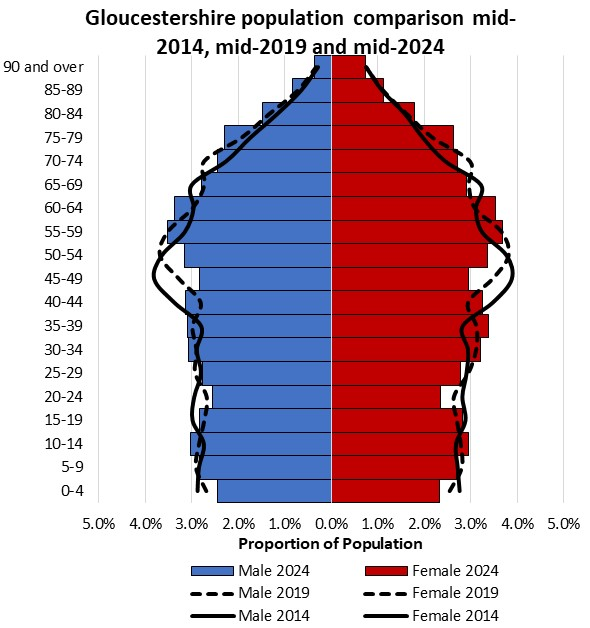 Gloucestershire population comparison mid-
2014, mid-2019 and mid-2024
90 and over
85-89
80-84
75-79
70-74
65-69
60-64
55-59
50-54
45-49
40-44
35-39
30-34
25-29
20-24
15-19
10-14
5-9
0-4
5.0% 4.0% 3.0% 2.0% 1.0% 0.0% 1.0% 2.0% 3.0% 4.0% 5.0%
Proportion of Population
Male 2024 Female 2024
Male 2019 Female 2019
Male 2014 Female 2014